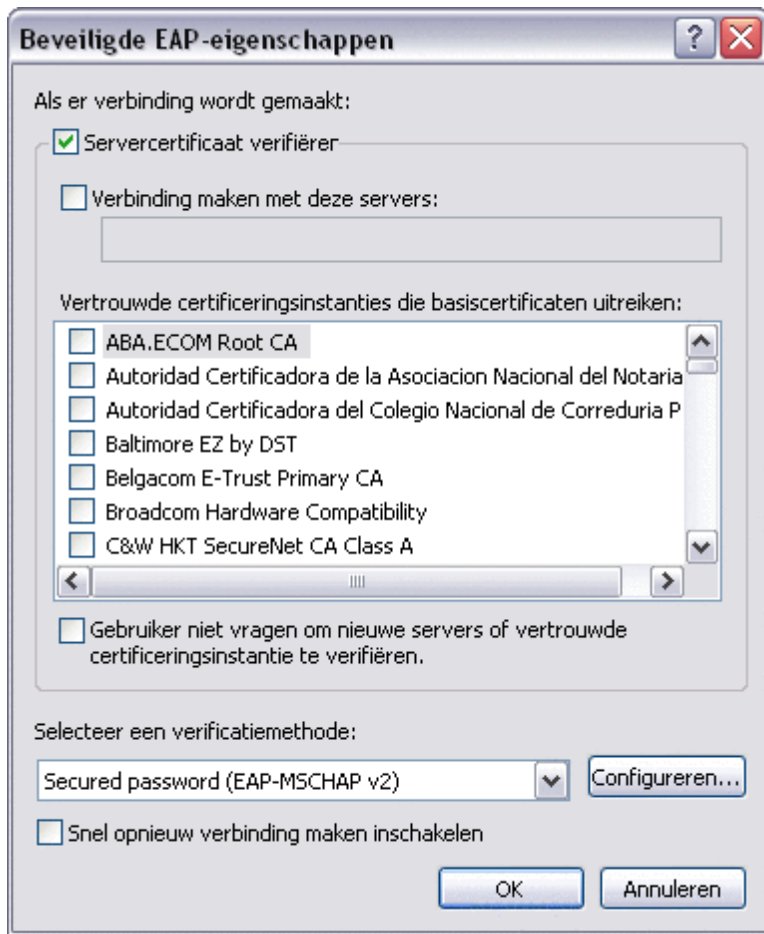 Beveiligde EAP-eigenschappen
Als er verbinding wordt gemaakt:
Servercertificaat verifiërer
Verbinding maken met deze servers:
Vertrouwde certificeringsinstanties die basiscertificaten uitreiken:
ABA.ECOM Root CA
Autoridad Certificadora de la Asociacion Nacional del Notaria
Autoridad Certificadora del Colegio Nacional de Correduria P
Baltimore EZ by DST
Belgacom E-Trust Primary CA
Broadcom Hardware Compatibility
C&W HKT SecureNet CA Class A
Gebruiker niet vragen om nieuwe servers of vertrouwde
certificeringsinstantie te verifiëren.
Selecteer een verificatiemethode:
Secured password (EAP-MSCHAP v2)
Configureren...
Snel opnieuw verbinding maken inschakelen
OK
Annuleren